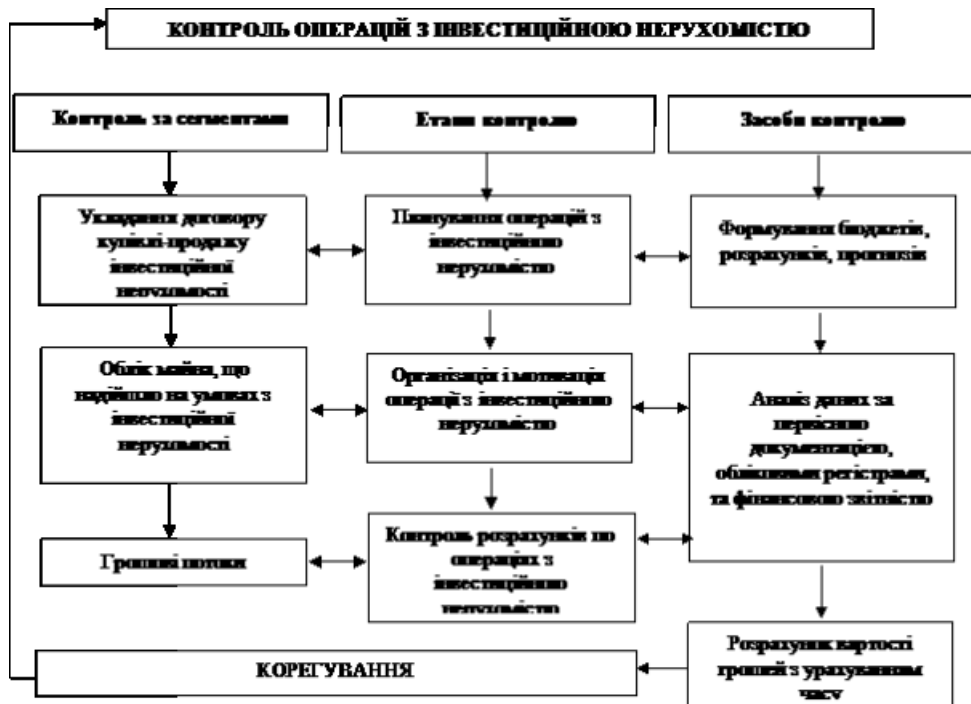 КОНТРОЛЬ ОПЕРАЦІЙ З ІНВЕСТИЦІЙНОЮ НЕРУХОМІСТЮ
Контроль за сегментами
Етапи контролю
Засоби контролю
Укладання договору
купівлі-продажу
інвестиційної
нерухомості
Планування операцій з
інвестиційною
нерухомістю
Формування бюджетів,
розрахунків, прогнозів
Облік майна, що
надійшло на умовах з
інвестиційної
нерухомості
Організація і мотивація
операції з інвестиційною
нерухомістю
Аналіз даних за
первісною
документацією,
обліковими регістрами,
та фінансовою звітністю
Грошові потоки
Контроль розрахунків по
операціях з
інвестиційною
нерухомістю
Розрахунок вартості
грошей з урахуванням
часу
КОРЕГУВАННЯ